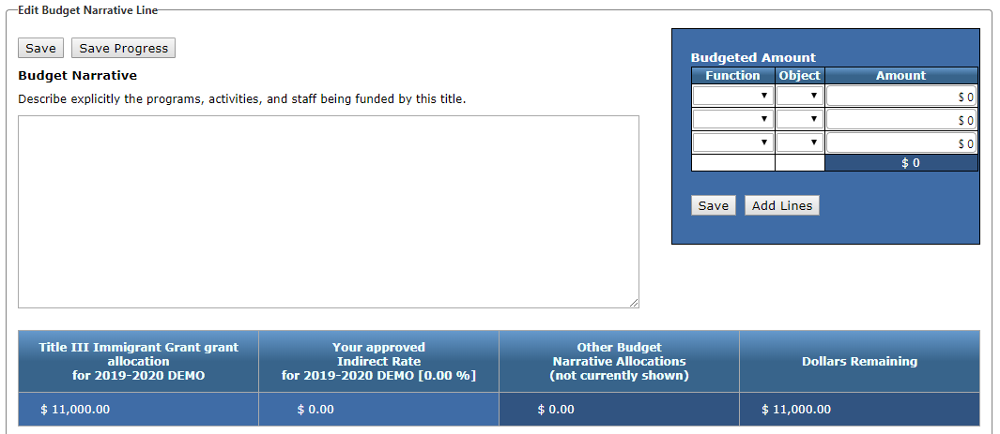 Edit Budget Narrative Line
Save Save Progress
Budget Narrative
Describe explicitly the programs, activities, and staff being funded by this title.
Budgeted Amount
Function Object Amount
$ 0
$ 0
$ 0
$ 0
Save Add Lines
Title III Immigrant Grant grant
allocation
for 2019-2020 DEMO
Your approved
Indirect Rate
for 2019-2020 DEMO [0.00 %]
Other Budget
Narrative Allocations
(not currently shown)
Dollars Remaining
$ 11,000.00 $ 0.00 $ 0.00 $ 11,000.00